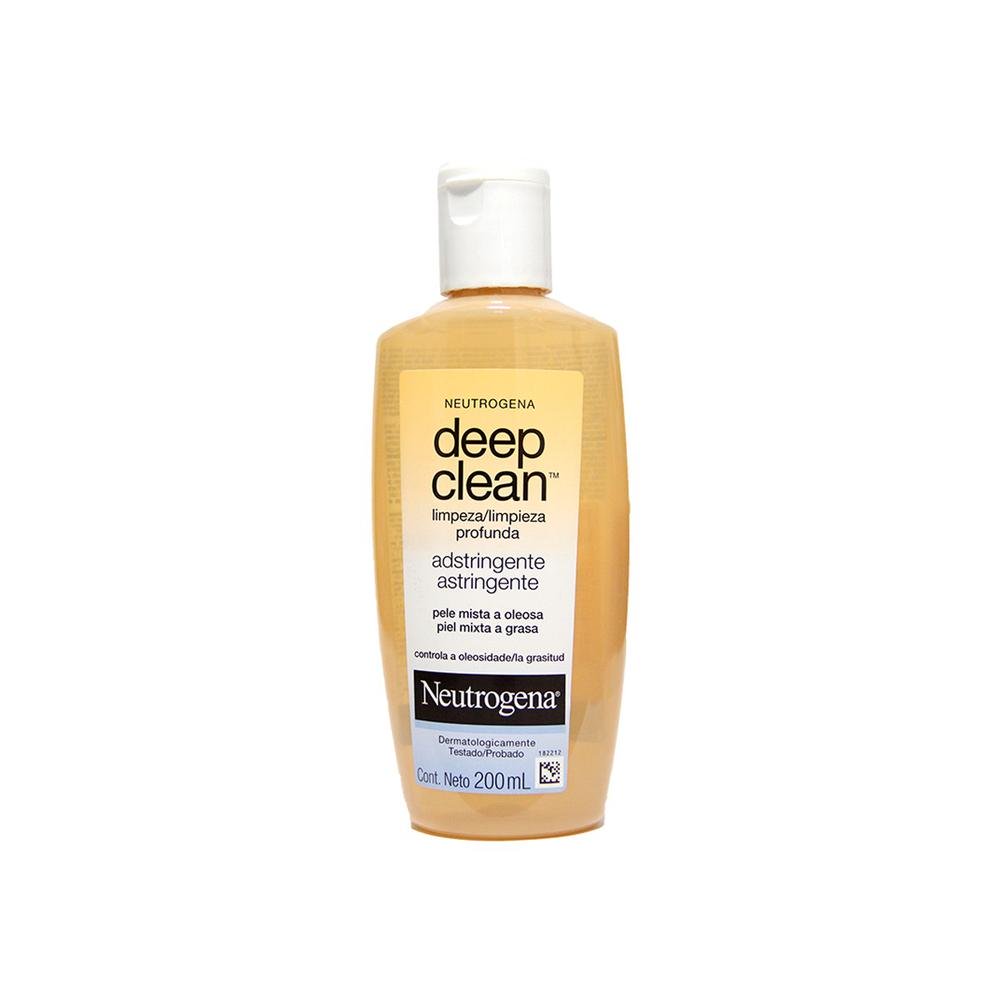 NEUTROGENA
deep
clean™
limpeza/limpieza
profunda
adstringente
astringente
pele mista a oleosa
piel mixta a grasa
controla a oleosidade/la grasitud
Neutrogena®
Dermatologicamente
Testado/Probado
182212
Cont. Neto 200mL